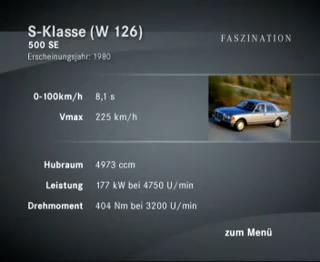 S-Klasse (W 126)
500 SE
Erscheinungsjahr: 1980
FASZINATION
0-100km/h 8,1 s
Vmax 225 km/h
Hubraum 4973 ccm
Leistung 177 kW bei 4750 U/min
Drehmoment 404 Nm bei 3200 U/min
zum Menü